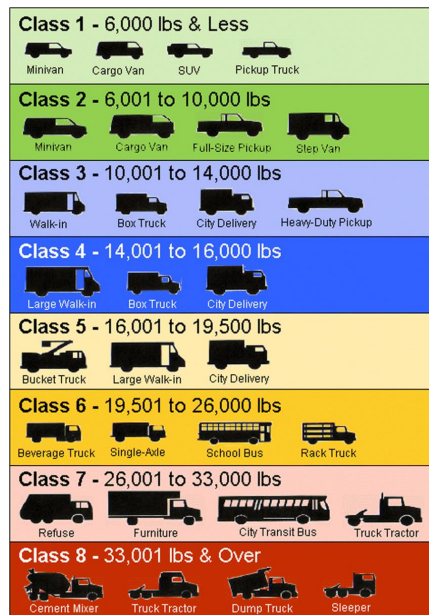 Class 1 - 6,000 lbs & Less
Minivan Cargo Van SUV Pickup Truck
Class 2 - 6,001 to 10,000 lbs
Minivan Cargo Van Full-Size Pickup Step Van
Class 3 - 10,001 to 14,000 lbs
Walk-in Box Truck City Delivery Heavy-Duty Pickup
Class 4 - 14,001 to 16,000 lbs
Large Walk-in Box Truck City Delivery
Class 5 - 16,001 to 19,500 lbs
Bucket Truck Large Walk-in City Delivery
Class 6 - 19,501 to 26,000 lbs
Beverage Truck Single-Axle School Bus Rack Truck
Class 7 - 26,001 to 33,000 lbs
Refuse Furniture City Transit Bus Truck Tractor
Class 8 - 33,001 lbs & Over
Cement Mixer Truck Tractor Dump Truck Sleeper